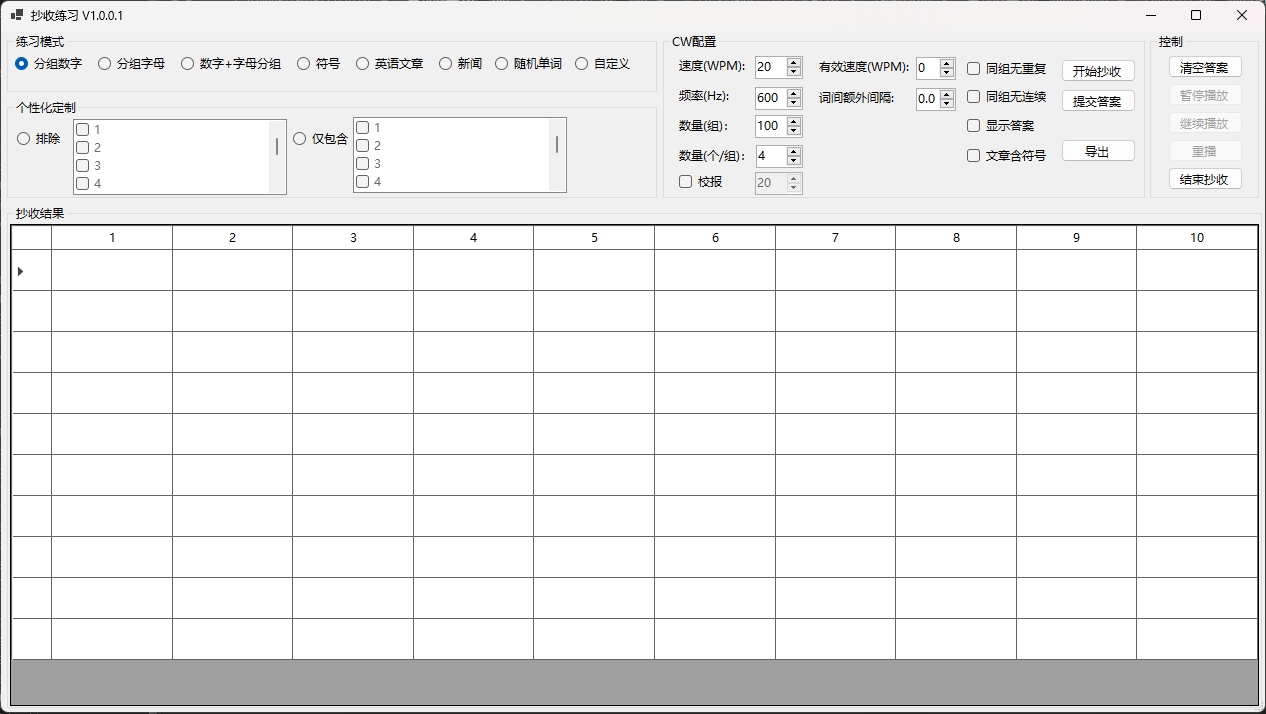 抄收练习 V1.0.0.1
练习模式
分组数字 分组字母 数字+字母分组 符号 英语文章 新闻 随机单词 自定义
个性化定制
排除
1
2
3
4
仅包含
1
2
3
4
CW配置
速度(WPM): 20 有效速度(WPM): 0 同组无重复 开始抄收
频率(Hz): 600 词间额外间隔: 0.0 同组无连续 提交答案
数量(组): 100 显示答案
数量(个/组): 4 文章含符号 导出
校报 20
控制
清空答案
暂停播放
继续播放
重播
结束抄收
抄收结果
1 2 3 4 5 6 7 8 9 10